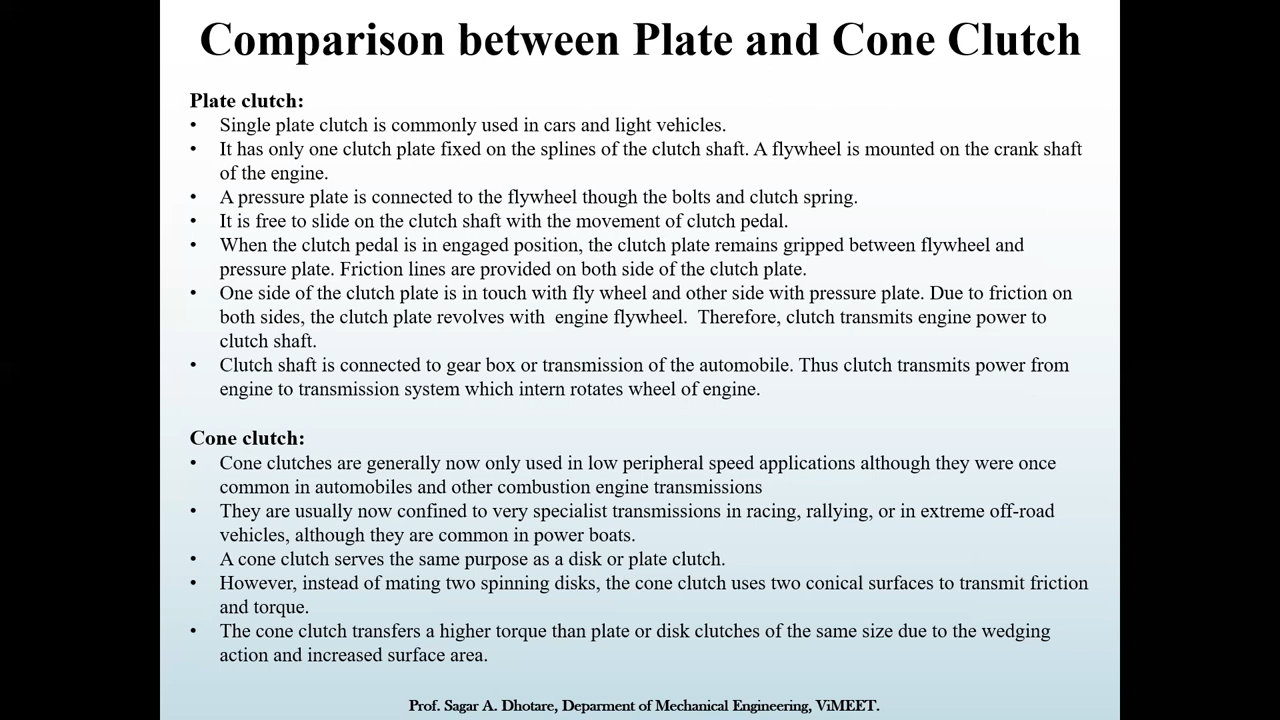 Comparison between Plate and Cone Clutch
Plate clutch:
• Single plate clutch is commonly used in cars and light vehicles.
• It has only one clutch plate fixed on the splines of the clutch shaft. A flywheel is mounted on the crank shaft
of the engine.
• A pressure plate is connected to the flywheel though the bolts and clutch spring.
• It is free to slide on the clutch shaft with the movement of clutch pedal.
• When the clutch pedal is in engaged position, the clutch plate remains gripped between flywheel and
pressure plate. Friction lines are provided on both side of the clutch plate.
• One side of the clutch plate is in touch with fly wheel and other side with pressure plate. Due to friction on
both sides, the clutch plate revolves with engine flywheel. Therefore, clutch transmits engine power to
clutch shaft.
• Clutch shaft is connected to gear box or transmission of the automobile. Thus clutch transmits power from
engine to transmission system which intern rotates wheel of engine.
Cone clutch:
• Cone clutches are generally now only used in low peripheral speed applications although they were once
common in automobiles and other combustion engine transmissions
• They are usually now confined to very specialist transmissions in racing, rallying, or in extreme off-road
vehicles, although they are common in power boats.
• A cone clutch serves the same purpose as a disk or plate clutch.
• However, instead of mating two spinning disks, the cone clutch uses two conical surfaces to transmit friction
and torque.
• The cone clutch transfers a higher torque than plate or disk clutches of the same size due to the wedging
action and increased surface area.
Prof. Sagar A. Dhotare, Deparment of Mechanical Engineering, ViMEET.